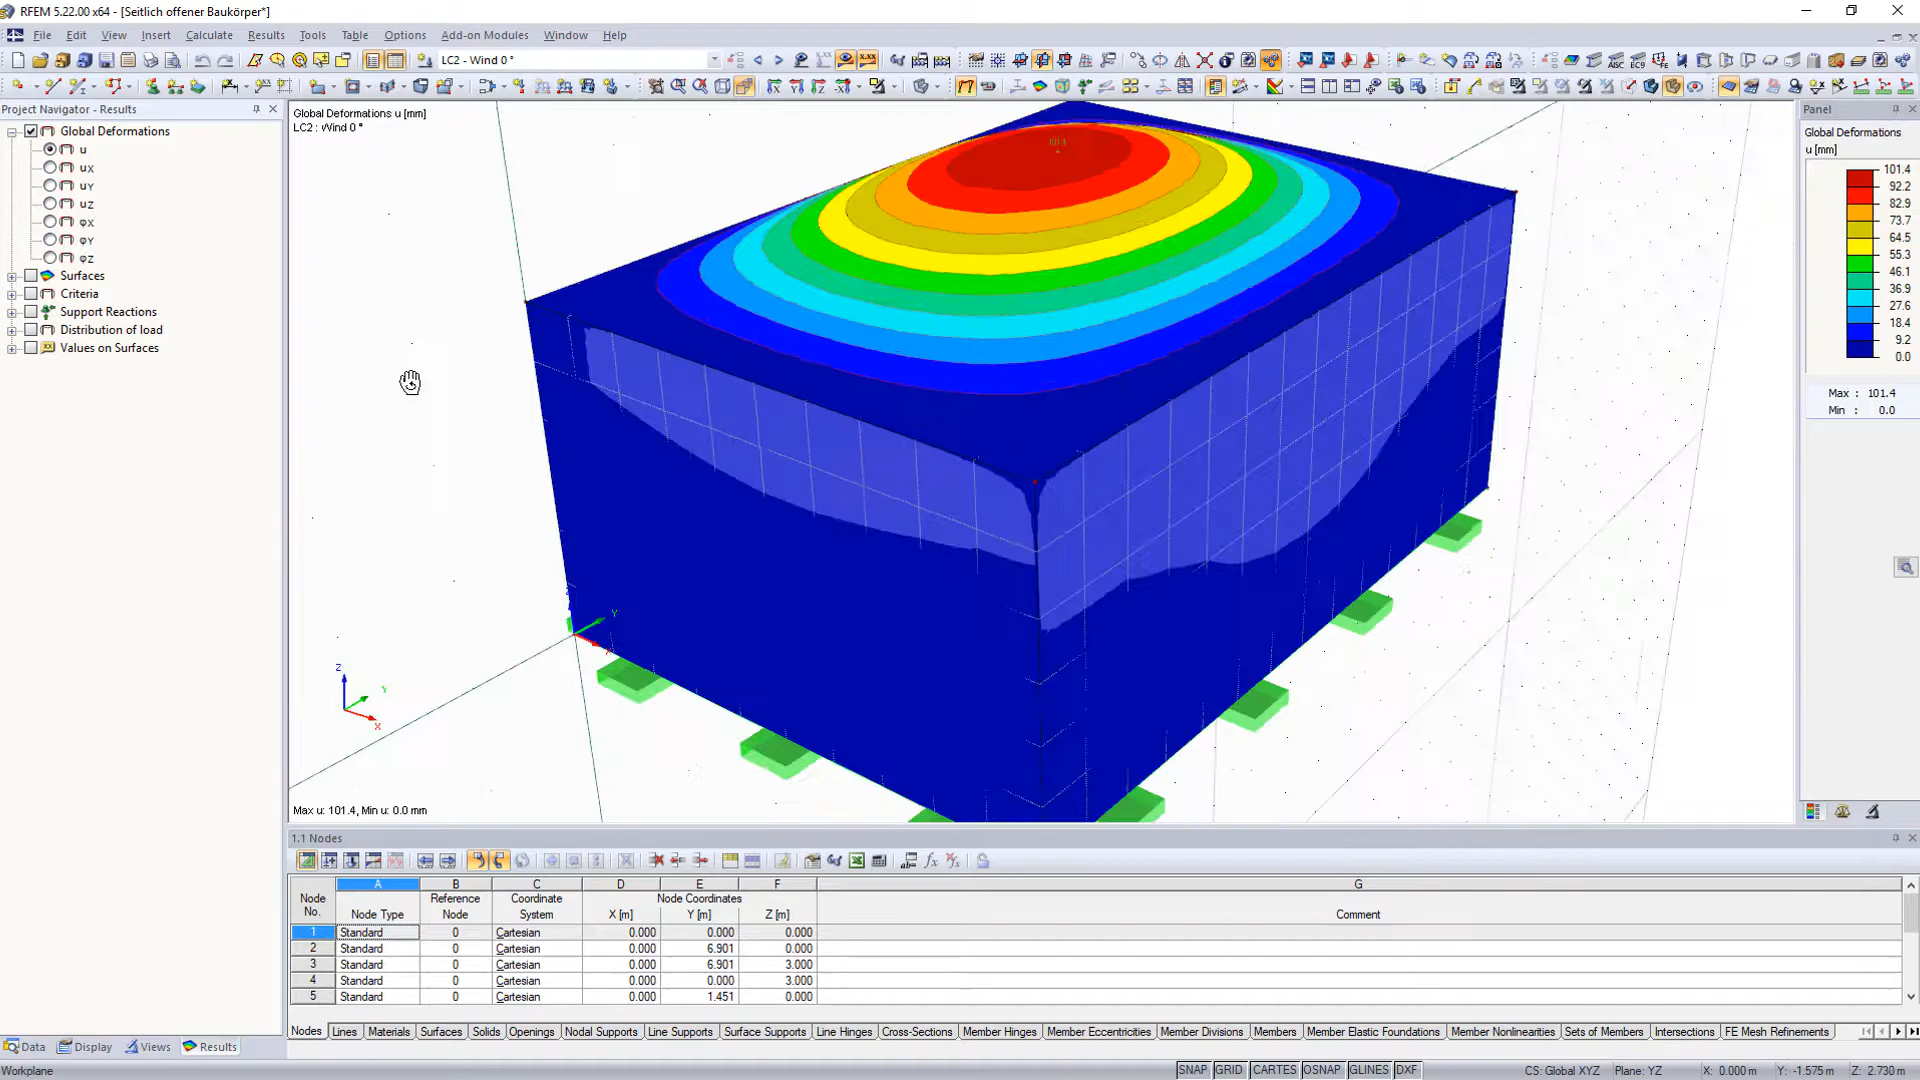 RFEM 5.22.00 x64 - [Seitlich offener Baukörper*]
File Edit View Insert Calculate Results Tools Table Options Add-on Modules Window Help
LC2 - Wind 0 °
Project Navigator - Results
Global Deformations
u
uX
uY
uZ
φX
φY
φZ
Surfaces
Criteria
Support Reactions
Distribution of load
Values on Surfaces
Data Display Views Results
Global Deformations u [mm]
LC2 : Wind 0 °
101.4
Z
Y
X
Y
Max u: 101.4, Min u: 0.0 mm
Panel
Global Deformations
u [mm]
101.4
92.2
82.9
73.7
64.5
55.3
46.1
36.9
27.6
18.4
9.2
0.0
Max : 101.4
Min : 0.0
1.1 Nodes
A B C D E F G
Node No. Node Type Reference Node Coordinate System Node Coordinates X [m] Y [m] Z [m] Comment
1 Standard 0 Cartesian 0.000 0.000 0.000
2 Standard 0 Cartesian 0.000 6.901 0.000
3 Standard 0 Cartesian 0.000 6.901 3.000
4 Standard 0 Cartesian 0.000 0.000 3.000
5 Standard 0 Cartesian 0.000 1.451 0.000
Nodes Lines Materials Surfaces Solids Openings Nodal Supports Line Supports Surface Supports Line Hinges Cross-Sections Member Hinges Member Eccentricities Member Divisions Members Member Elastic Foundations Member Nonlinearities Sets of Members Intersections FE Mesh Refinements
Workplane SNAP GRID CARTES OSNAP GLINES DXF CS: Global XYZ Plane: YZ X: 0.000 m Y: -1.575 m Z: 2.730 m